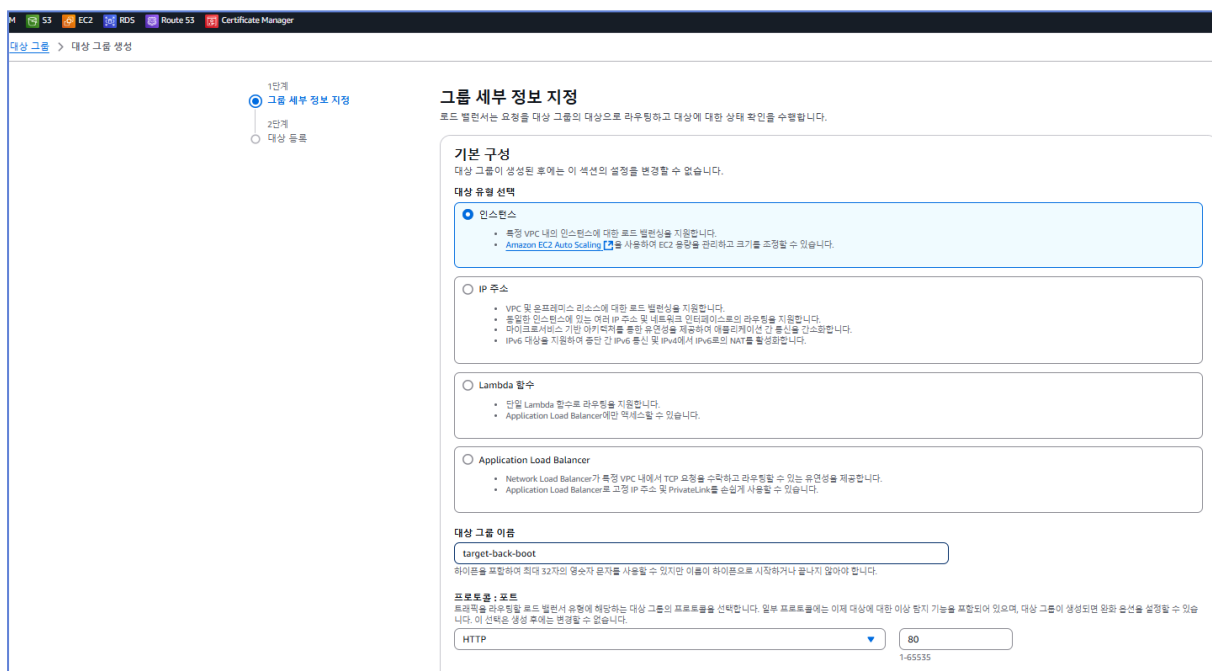 M S3 EC2 RDS Route 53 Certificate Manager
대상 그룹 > 대상 그룹 생성
1단계
그룹 세부 정보 지정
2단계
대상 등록
그룹 세부 정보 지정
로드 밸런서는 요청을 대상 그룹의 대상으로 라우팅하고 대상에 대한 상태 확인을 수행합니다.
기본 구성
대상 그룹이 생성된 후에는 이 섹션의 설정을 변경할 수 없습니다.
대상 유형 선택
인스턴스
• 특정 VPC 내의 인스턴스에 대한 로드 밸런싱을 지원합니다.
• Amazon EC2 Auto Scaling을 사용하여 EC2 용량을 관리하고 크기를 조정할 수 있습니다.
IP 주소
• VPC 및 온프레미스 리소스에 대한 로드 밸런싱을 지원합니다.
• 동일한 인스턴스에 있는 여러 IP 주소 및 네트워크 인터페이스로의 라우팅을 지원합니다.
• 마이크로서비스 기반 아키텍처를 통한 유연성을 제공하여 애플리케이션 간 통신을 간소화합니다.
• IPv6 대상을 지원하여 종단 간 IPv6 통신 및 IPv4에서 IPv6로의 NAT를 활성화합니다.
Lambda 함수
• 단일 Lambda 함수로 라우팅을 지원합니다.
• Application Load Balancer에만 액세스할 수 있습니다.
Application Load Balancer
• Network Load Balancer가 특정 VPC 내에서 TCP 요청을 수락하고 라우팅할 수 있는 유연성을 제공합니다.
• Application Load Balancer로 고정 IP 주소 및 PrivateLink를 손쉽게 사용할 수 있습니다.
대상 그룹 이름
target-back-boot
하이픈을 포함하여 최대 32자의 영숫자 문자를 사용할 수 있지만 이름이 하이픈으로 시작하거나 끝나지 않아야 합니다.
프로토콜 : 포트
트래픽을 라우팅할 로드 밸런서 유형에 해당하는 대상 그룹의 프로토콜을 선택합니다. 일부 프로토콜에는 이제 대상에 대한 이상 탐지 기능을 포함되어 있으며, 대상 그룹이 생성되면 완화 옵션을 설정할 수 있습
니다. 이 선택은 생성 후에는 변경할 수 없습니다.
HTTP 80
1-65535